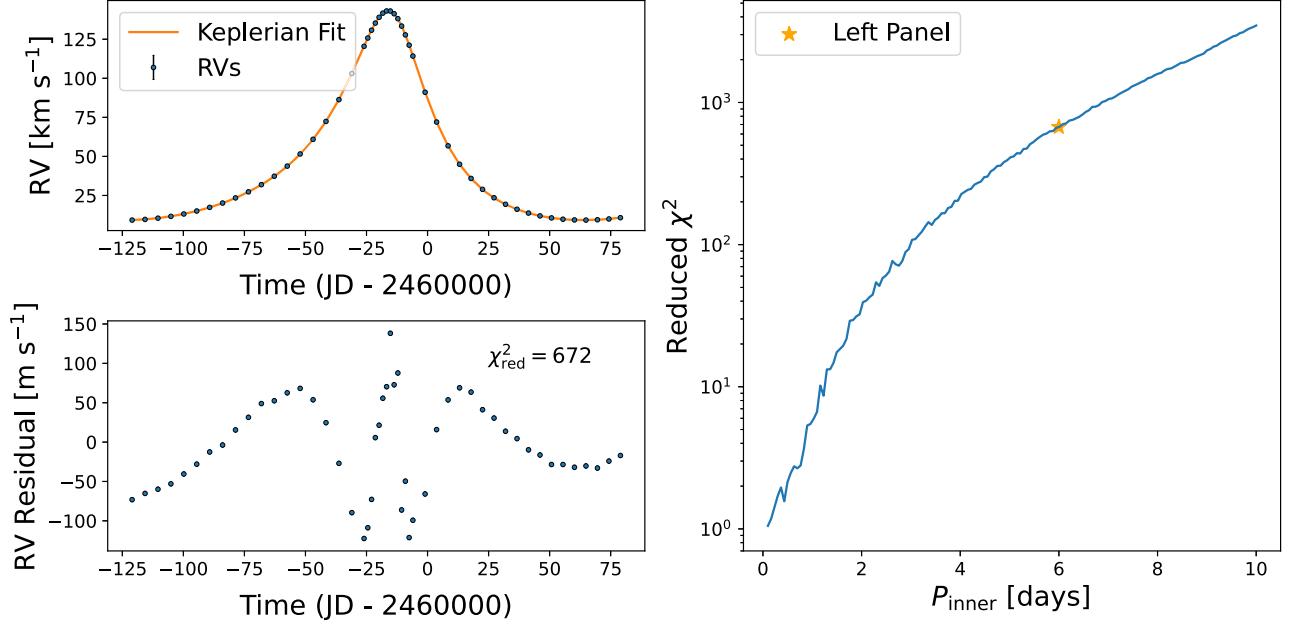 RV [km s⁻¹]
125
100
75
50
25
Keplerian Fit
RVs
−125 −100 −75 −50 −25 0 25 50 75
Time (JD - 2460000)
RV Residual [m s⁻¹]
150
100
50
0
−50
−100
χ²red = 672
−125 −100 −75 −50 −25 0 25 50 75
Time (JD - 2460000)
Reduced χ²
10³
10²
10¹
10⁰
Left Panel
0 2 4 6 8 10
Pinner [days]